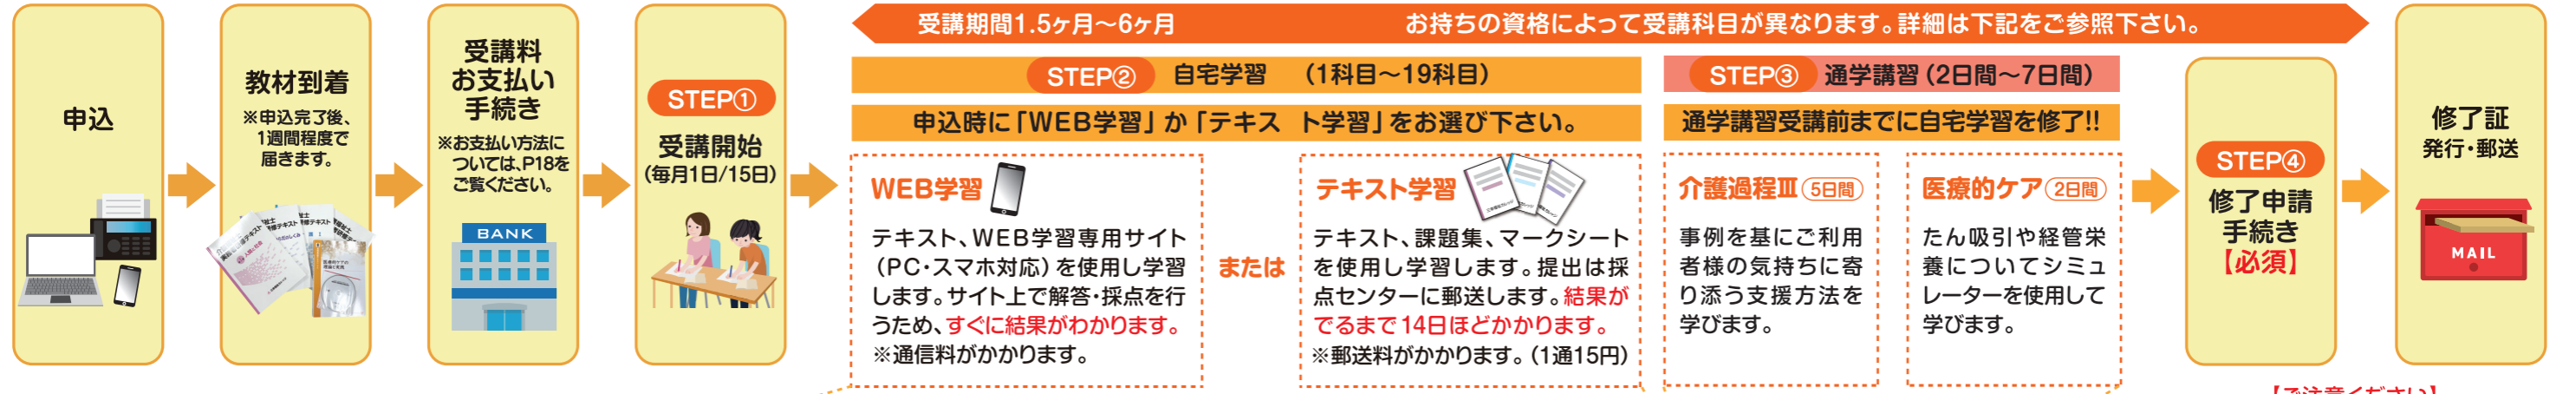 申込
教材到着
※申込完了後、
1週間程度で
届きます。
受講料
お支払い
手続き
※お支払い方法に
ついては、P18を
ご覧ください。
BANK
STEP①
受講開始
(毎月1日/15日)
受講期間1.5ヶ月～6ヶ月 お持ちの資格によって受講科目が異なります。詳細は下記をご参照下さい。
STEP② 自宅学習 (1科目～19科目)
申込時に「WEB学習」か「テキス ト学習」をお選び下さい。
WEB学習
テキスト、WEB学習専用サイト
(PC・スマホ対応)を使用し学習
します。サイト上で解答・採点を行
うため、すぐに結果がわかります。
※通信料がかかります。
または
テキスト学習
テキスト、課題集、マークシート
を使用し学習します。提出は採
点センターに郵送します。結果が
でるまで14日ほどかかります。
※郵送料がかかります。(1通15円)
STEP③ 通学講習(2日間～7日間)
通学講習受講前までに自宅学習を修了!!
介護過程Ⅲ 5日間
事例を基にご利用
者様の気持ちに寄
り添う支援方法を
学びます。
医療的ケア 2日間
たん吸引や経管栄
養についてシミュ
レーターを使用して
学びます。
STEP④
修了申請
手続き
【必須】
修了証
発行・郵送
MAIL
【ご注意ください】